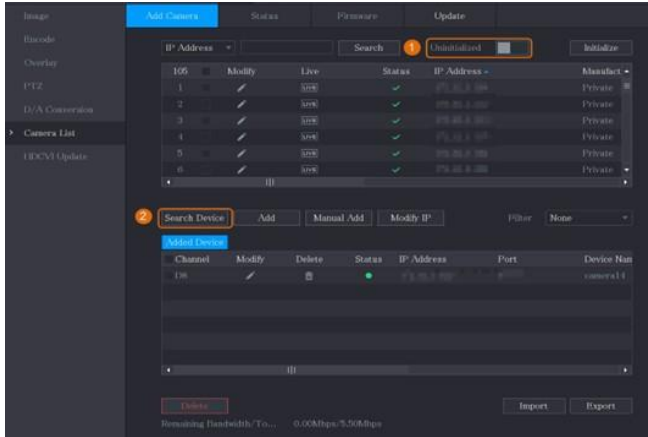 Image
Encode
Overlay
PTZ
D/A Conversion
Camera List
HDCVI Update
Add Camera Status Firmware Update
IP Address Search 1 Uninitialized Initialize
105 Modify Live Status IP Address Manufact
1 LIVE Private
2 LIVE Private
3 LIVE Private
4 LIVE Private
5 LIVE Private
6 LIVE Private
2 Search Device Add Manual Add Modify IP Filter None
Added Device
Channel Modify Delete Status IP Address Port Device Nam
D8 camera14
Delete Import Export
Remaining Bandwidth/To... 0.00Mbps/5.50Mbps